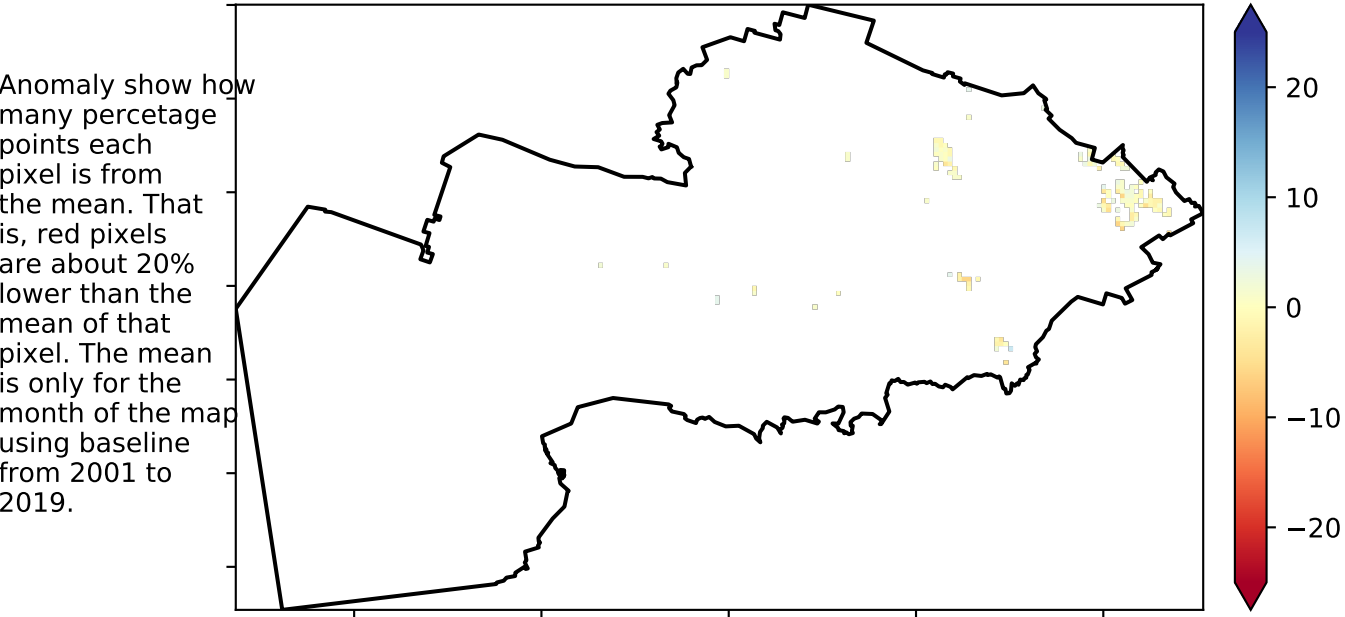 Anomaly show how
many percetage
points each
pixel is from
the mean. That
is, red pixels
are about 20%
lower than the
mean of that
pixel. The mean
is only for the
month of the map
using baseline
from 2001 to
2019.
20
10
0
−10
−20